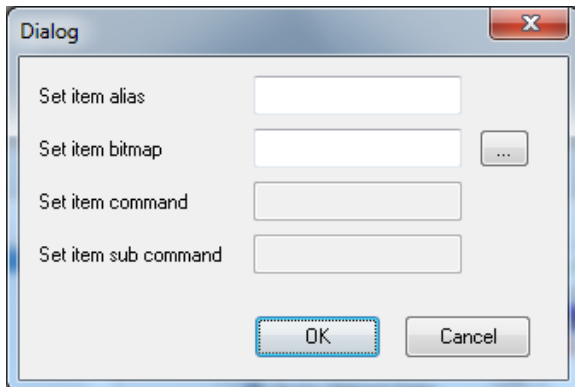 Dialog
Set item alias
Set item bitmap
...
Set item command
Set item sub command
OK
Cancel